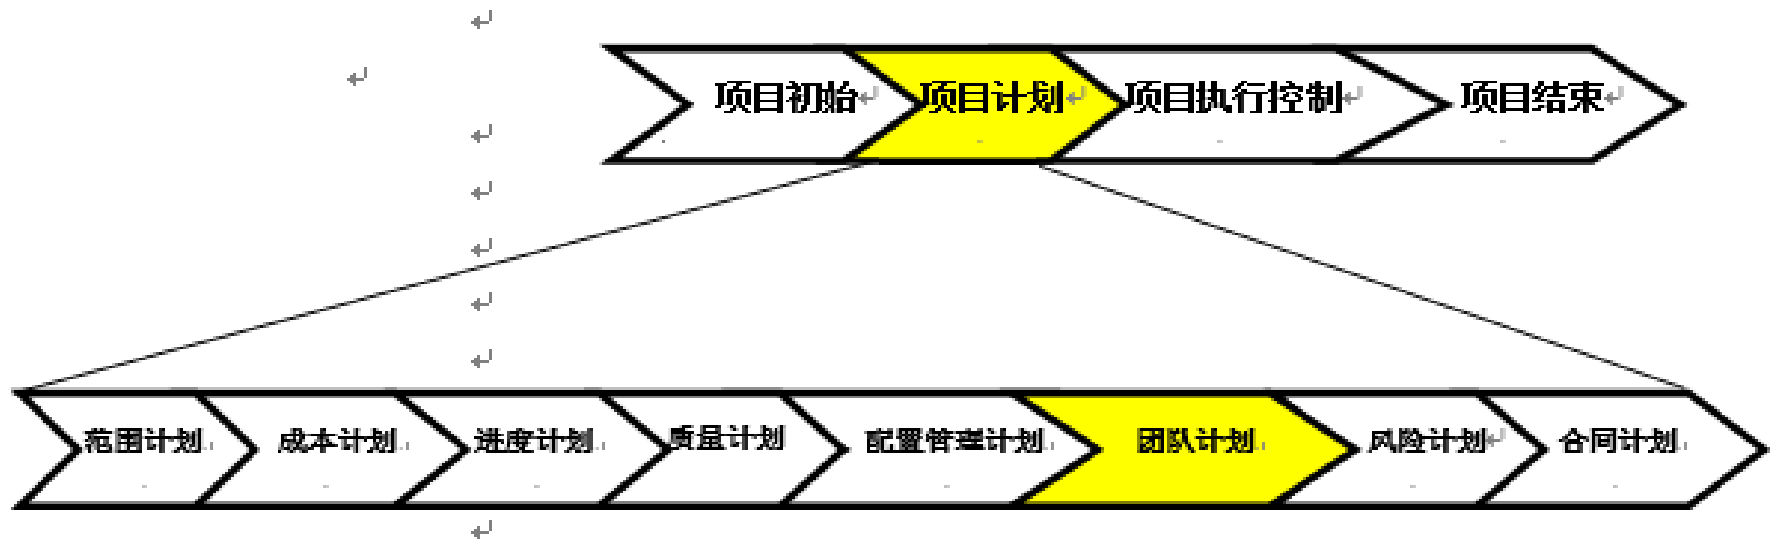 项目初始 项目计划 项目执行控制 项目结束
范围计划 成本计划 进度计划 质量计划 配置管理计划 团队计划 风险计划 合同计划